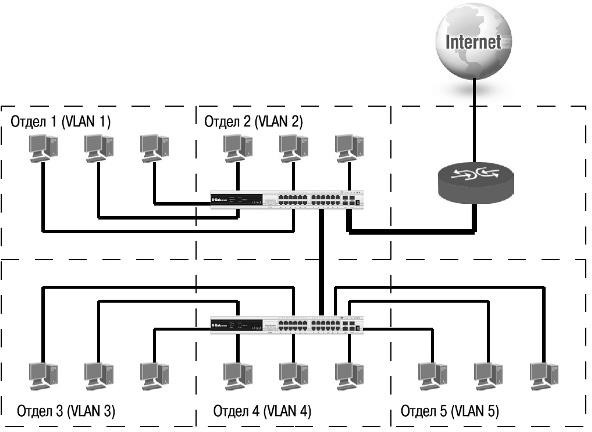 Internet
Отдел 1 (VLAN 1)
Отдел 2 (VLAN 2)
Отдел 3 (VLAN 3)
Отдел 4 (VLAN 4)
Отдел 5 (VLAN 5)